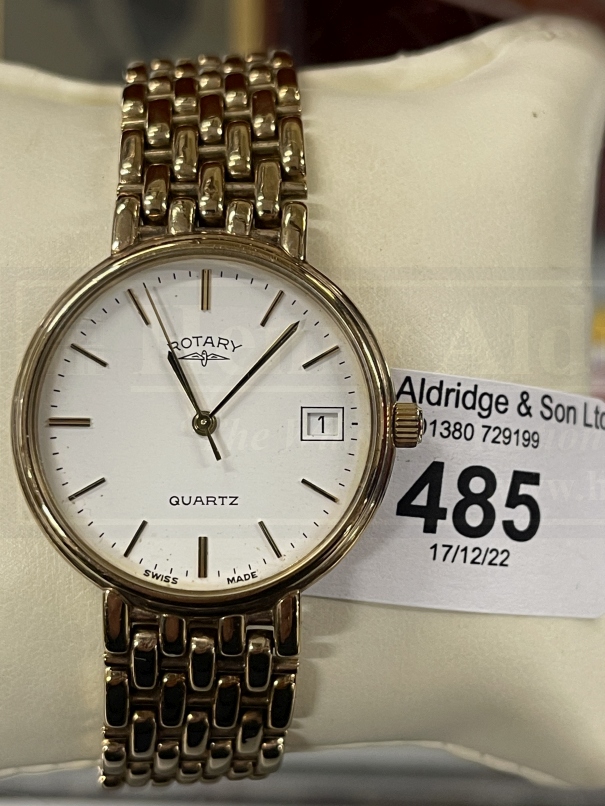 ROTARY
1
QUARTZ
SWISS MADE
Aldridge & Son Ltd
01380 729199
485
17/12/22